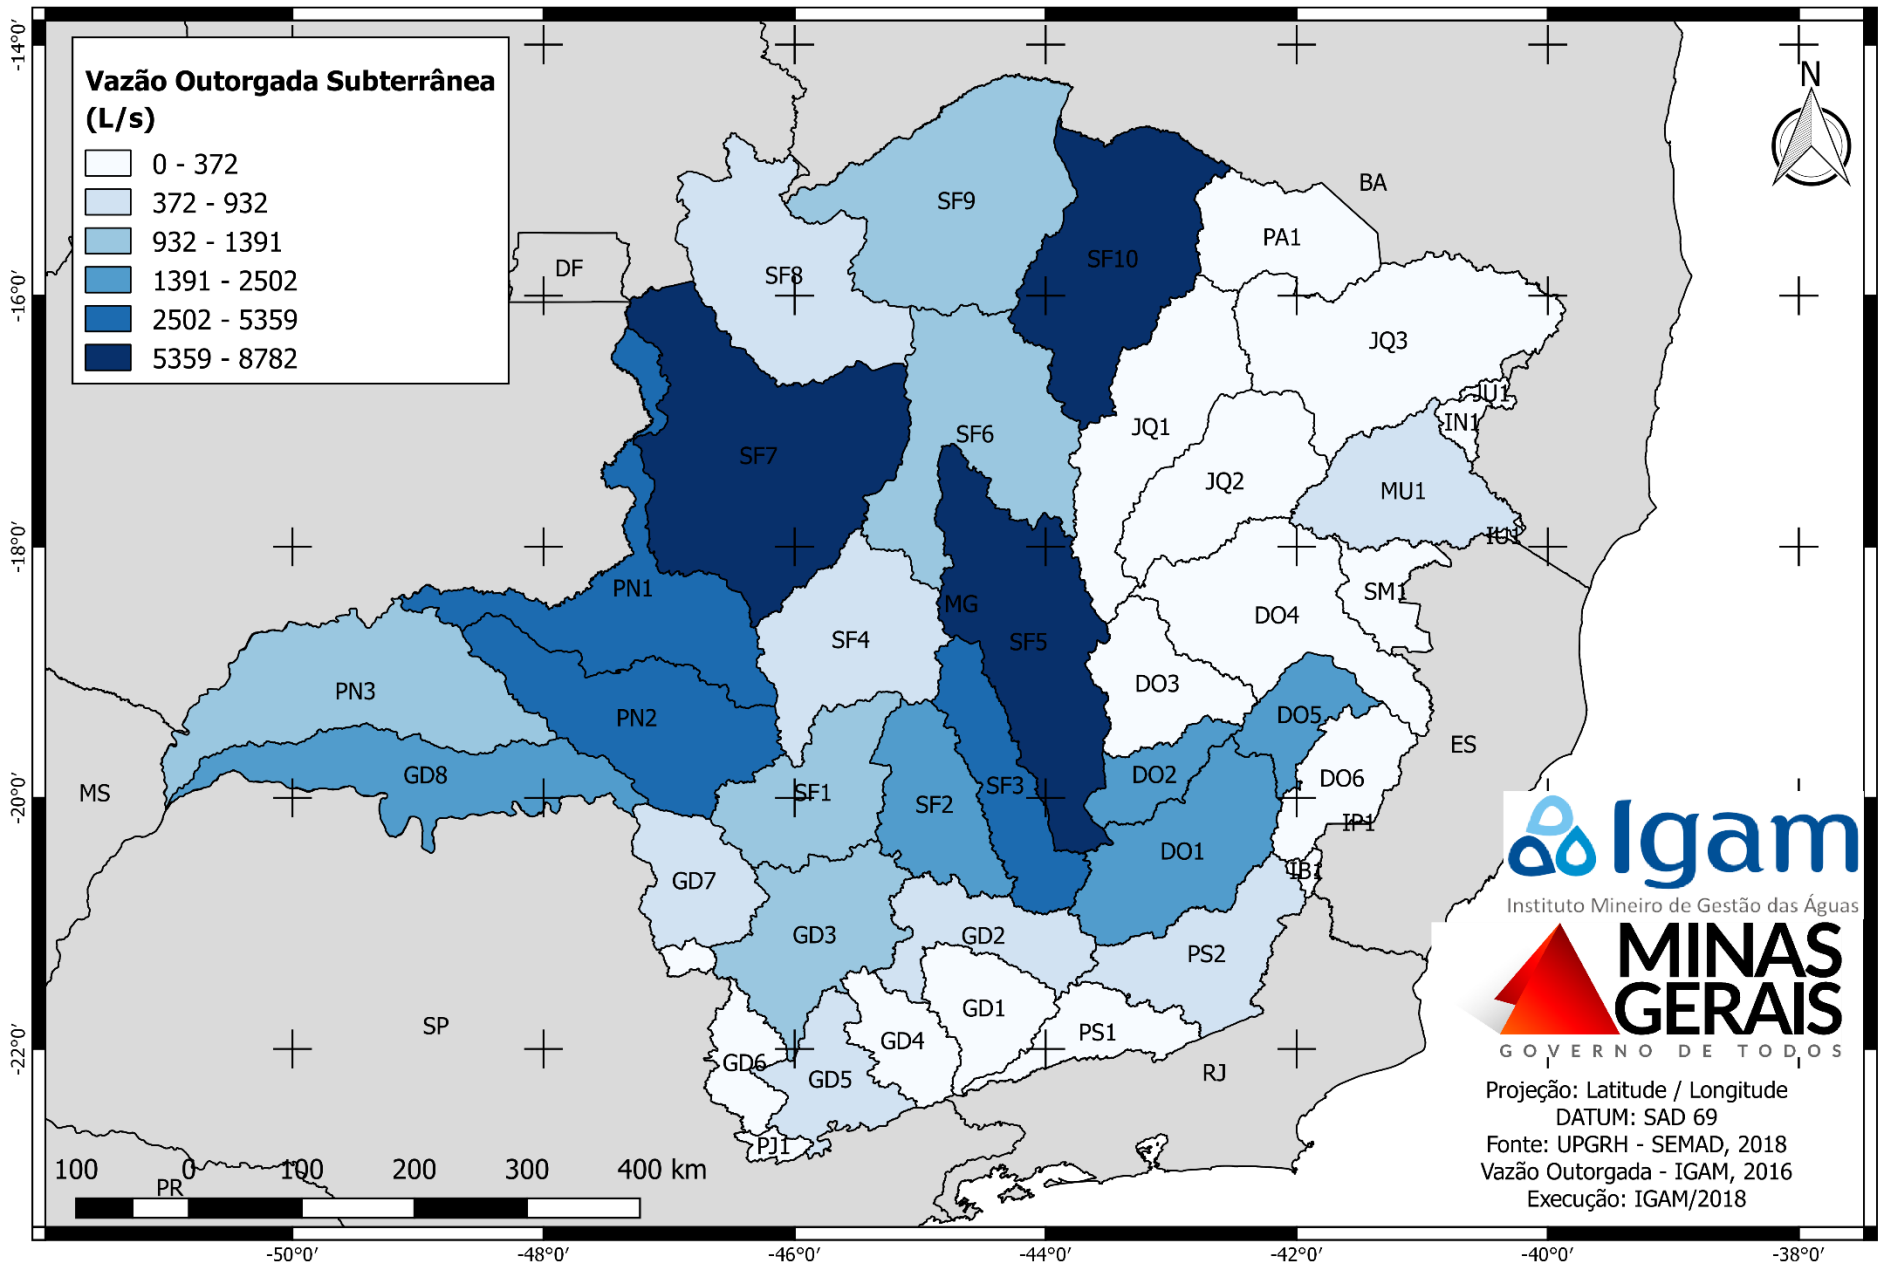 Vazão Outorgada Subterrânea
(L/s)
0 - 372
372 - 932
932 - 1391
1391 - 2502
2502 - 5359
5359 - 8782
-14°0′
-16°0′
-18°0′
-20°0′
-22°0′
N
BA
SF9
PA1
SF10
DF
SF8
JQ3
JU1
IN1
JQ1
SF6
SF7
JQ2
MU1
IU1
PN1
SM1
MG
DO4
SF4
SF5
DO3
PN3
PN2
DO5
ES
GD8
DO2
DO6
MS
SF1
SF3
SF2
IP1
DO1
IB1
GD7
GD3
GD2
PS2
GD1
SP
PS1
GD4
GD6
RJ
GD5
PJ1
PR
100 0 100 200 300 400 km
Igam
Instituto Mineiro de Gestão das Águas
MINAS
GERAIS
GOVERNO DE TODOS
Projeção: Latitude / Longitude
DATUM: SAD 69
Fonte: UPGRH - SEMAD, 2018
Vazão Outorgada - IGAM, 2016
Execução: IGAM/2018
-50°0′ -48°0′ -46°0′ -44°0′ -42°0′ -40°0′ -38°0′